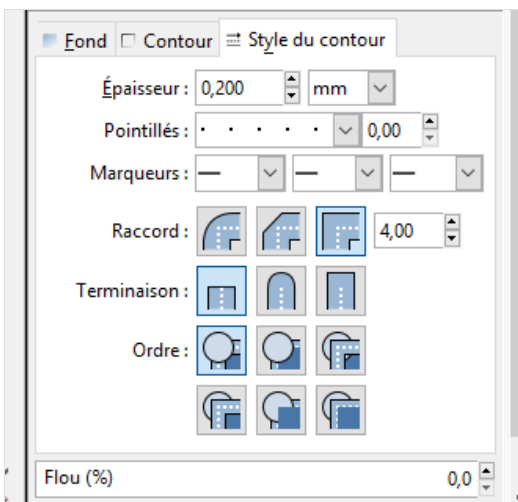 Fond Contour Style du contour
Épaisseur : 0,200 mm
Pointillés : 0,00
Marqueurs :
Raccord : 4,00
Terminaison :
Ordre :
Flou (%) 0,0